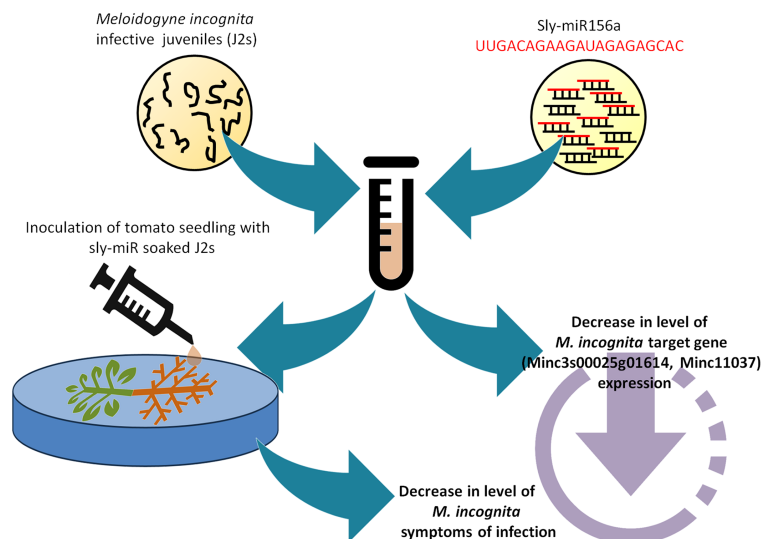 Meloidogyne incognita
infective juveniles (J2s)
Sly-miR156a
UUGACAGAAGAUAGAGAGCAC
Inoculation of tomato seedling with
sly-miR soaked J2s
Decrease in level of
M. incognita target gene
(Minc3s00025g01614, Minc11037)
expression
Decrease in level of
M. incognita
symptoms of infection